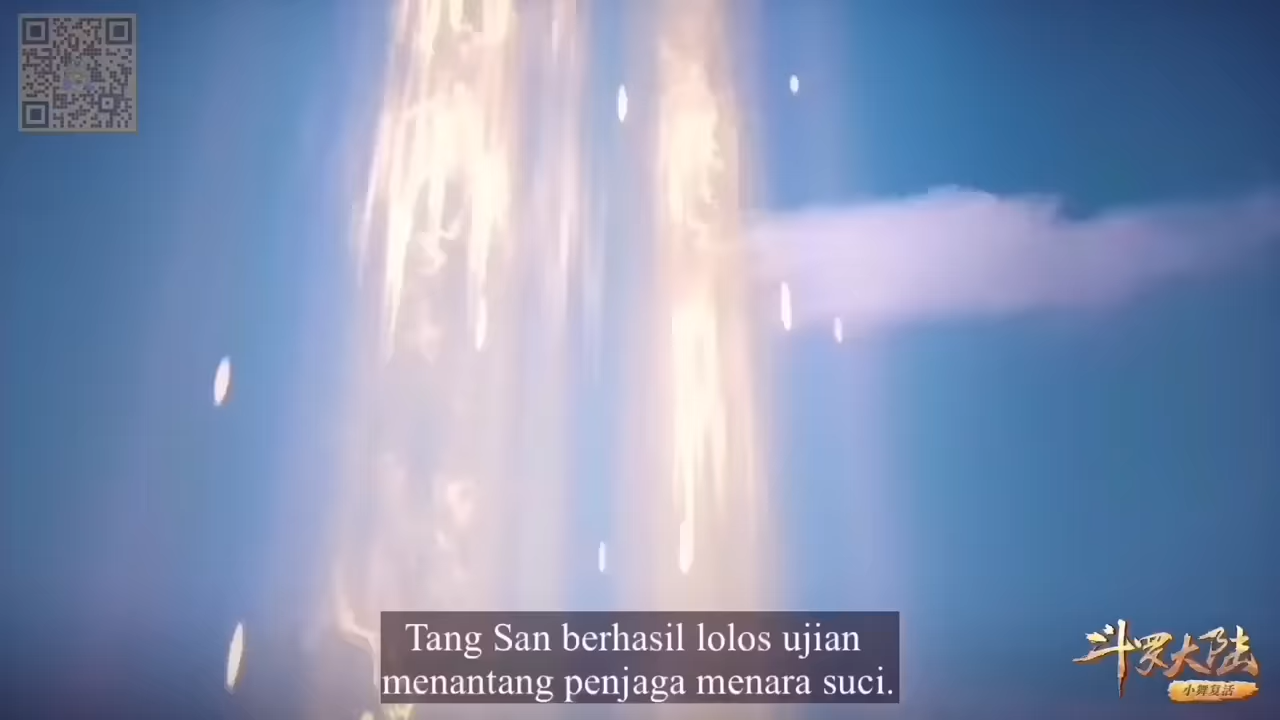 Tang San berhasil lolos ujian
menantang penjaga menara suci.
斗罗大陆
小舞复活